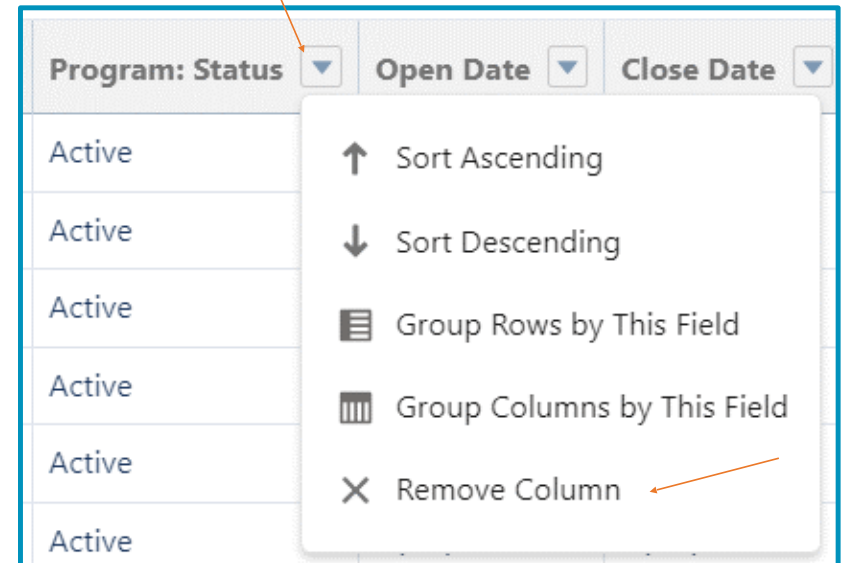 Program: Status Open Date Close Date
Active
Active
Active
Active
Active
Active
Sort Ascending
Sort Descending
Group Rows by This Field
Group Columns by This Field
Remove Column